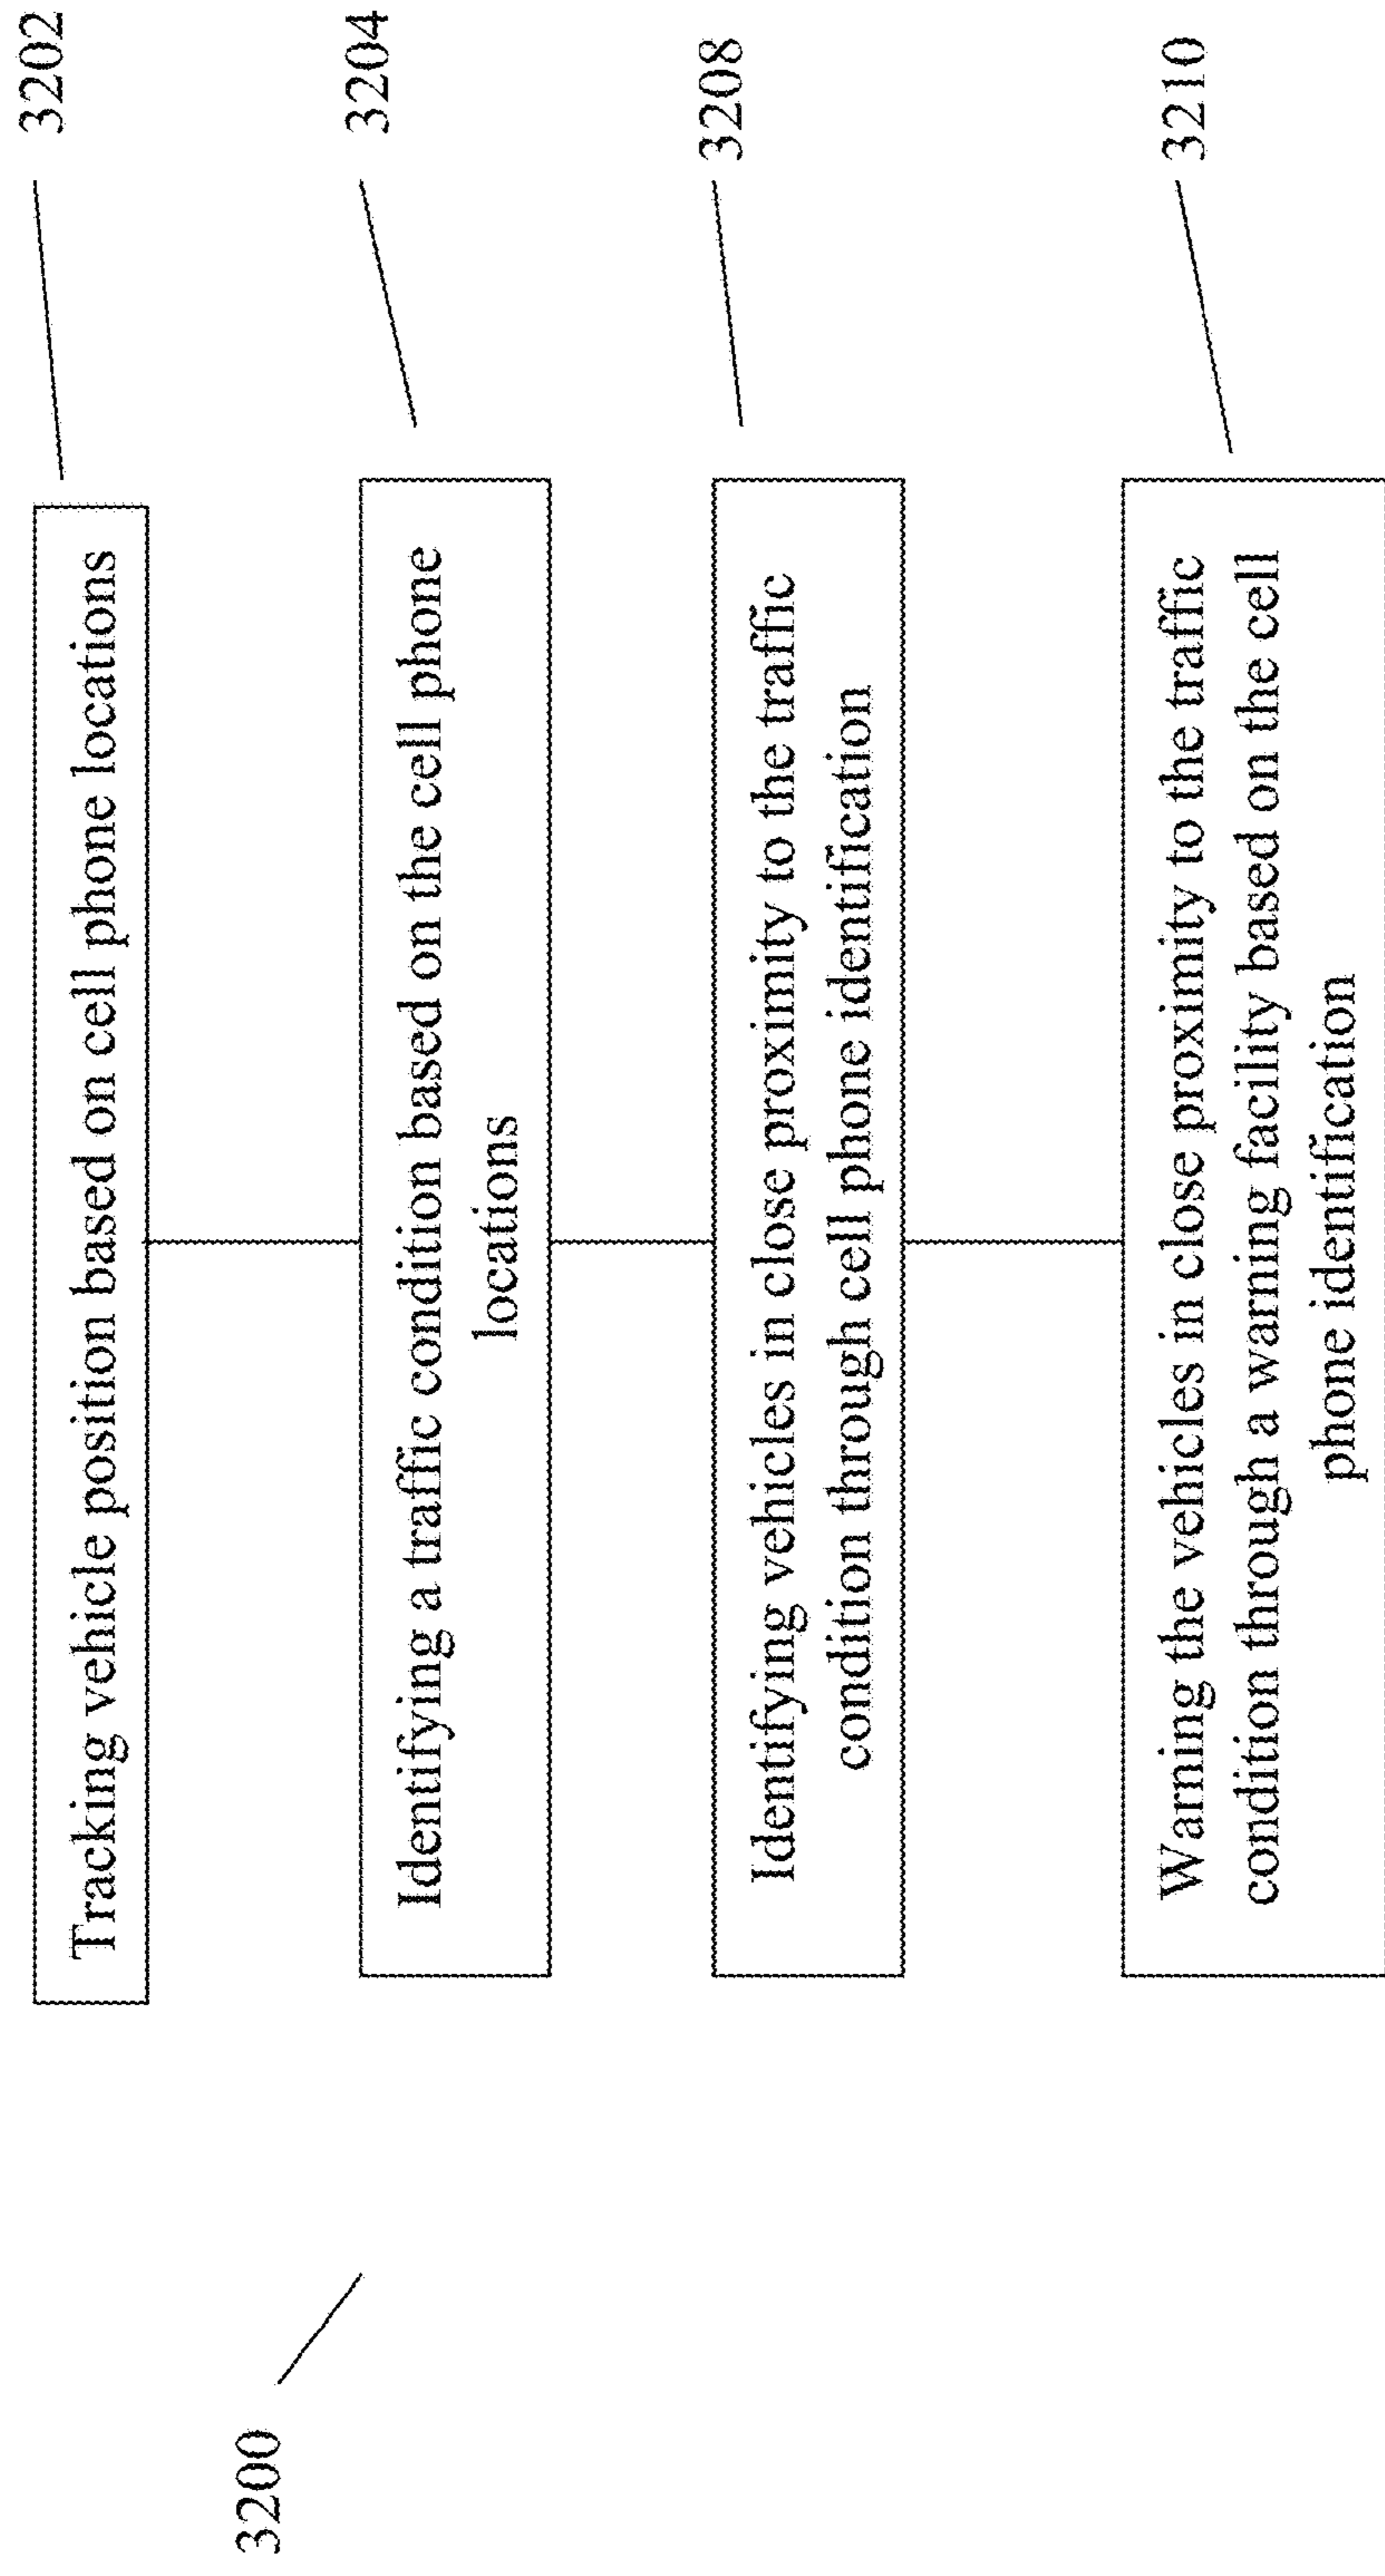 3202
Tracking vehicle position based on cell phone locations
3204
Identifying a traffic condition based on the cell phone
locations
3200
3208
Identifying vehicles in close proximity to the traffic
condition through cell phone identification
3210
Warning the vehicles in close proximity to the traffic
condition through a warning facility based on the cell
phone identification